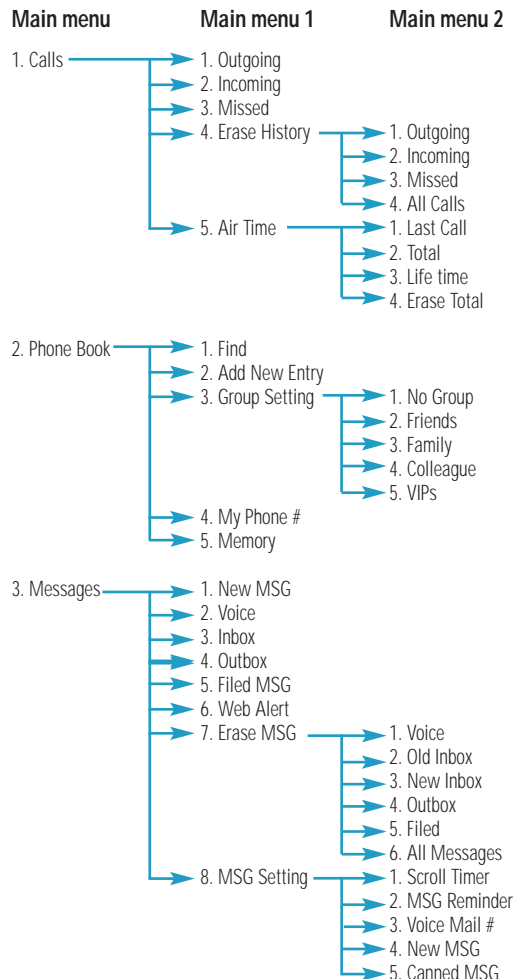 Main menu Main menu 1 Main menu 2
1. Calls 1. Outgoing
2. Incoming
3. Missed
4. Erase History 1. Outgoing
2. Incoming
3. Missed
4. All Calls
5. Air Time 1. Last Call
2. Total
3. Life time
4. Erase Total
2. Phone Book 1. Find
2. Add New Entry
3. Group Setting 1. No Group
2. Friends
3. Family
4. Colleague
5. VIPs
4. My Phone #
5. Memory
3. Messages 1. New MSG
2. Voice
3. Inbox
4. Outbox
5. Filed MSG
6. Web Alert
7. Erase MSG 1. Voice
2. Old Inbox
3. New Inbox
4. Outbox
5. Filed
6. All Messages
8. MSG Setting 1. Scroll Timer
2. MSG Reminder
3. Voice Mail #
4. New MSG
5. Canned MSG